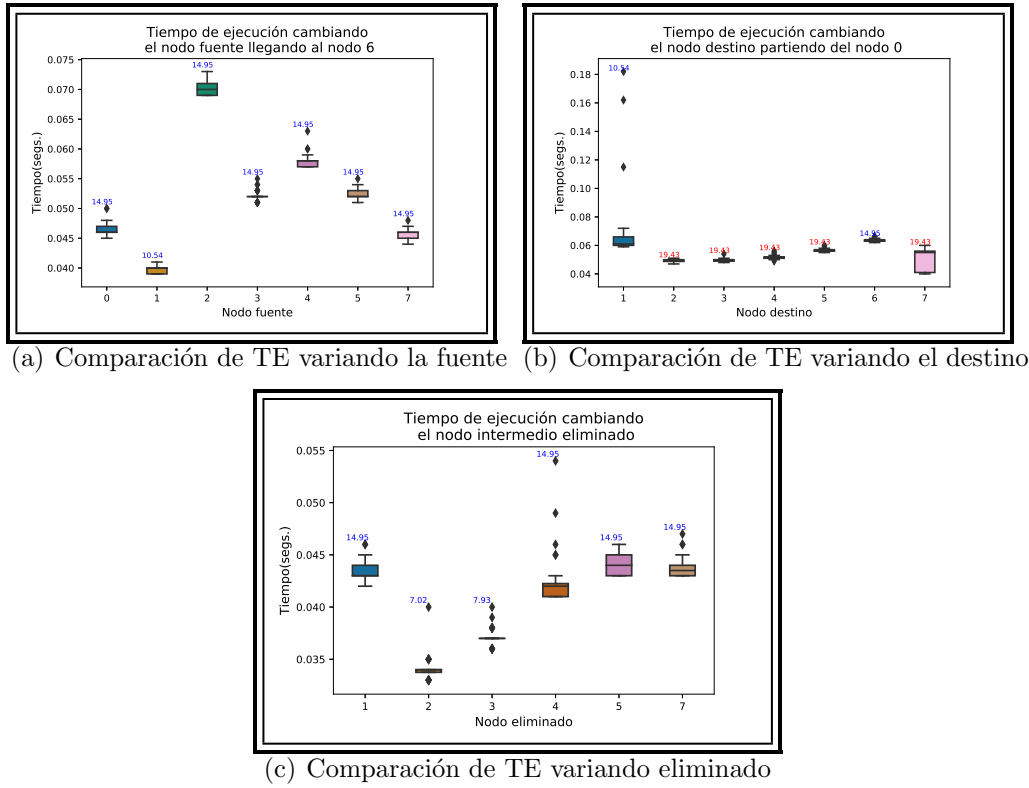 Tiempo de ejecución cambiando
el nodo fuente llegando al nodo 6
0.075
0.070
0.065
0.060
0.055
0.050
0.045
0.040
Tiempo(segs.)
14.95
10.54
14.95
14.95
14.95
14.95
14.95
0 1 2 3 4 5 7
Nodo fuente
(a) Comparación de TE variando la fuente
Tiempo de ejecución cambiando
el nodo destino partiendo del nodo 0
0.18
0.16
0.14
0.12
0.10
0.08
0.06
0.04
Tiempo(segs.)
10.54
19.43
19.43
19.43
19.43
14.95
19.43
1 2 3 4 5 6 7
Nodo destino
(b) Comparación de TE variando el destino
Tiempo de ejecución cambiando
el nodo intermedio eliminado
0.055
0.050
0.045
0.040
0.035
Tiempo(segs.)
14.95
7.02
7.93
14.95
14.95
14.95
1 2 3 4 5 7
Nodo eliminado
(c) Comparación de TE variando eliminado